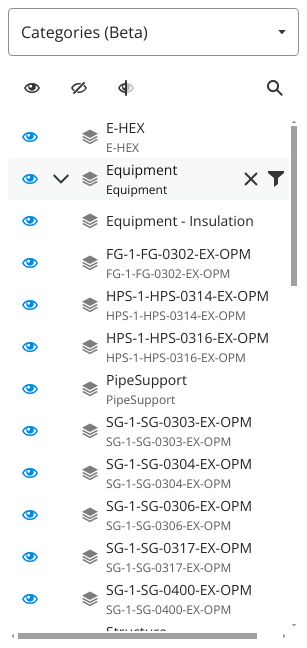 Categories (Beta)
E-HEX
E-HEX
Equipment
Equipment
Equipment - Insulation
FG-1-FG-0302-EX-OPM
FG-1-FG-0302-EX-OPM
HPS-1-HPS-0314-EX-OPM
HPS-1-HPS-0314-EX-OPM
HPS-1-HPS-0316-EX-OPM
HPS-1-HPS-0316-EX-OPM
PipeSupport
PipeSupport
SG-1-SG-0303-EX-OPM
SG-1-SG-0303-EX-OPM
SG-1-SG-0304-EX-OPM
SG-1-SG-0304-EX-OPM
SG-1-SG-0306-EX-OPM
SG-1-SG-0306-EX-OPM
SG-1-SG-0317-EX-OPM
SG-1-SG-0317-EX-OPM
SG-1-SG-0400-EX-OPM
SG-1-SG-0400-EX-OPM